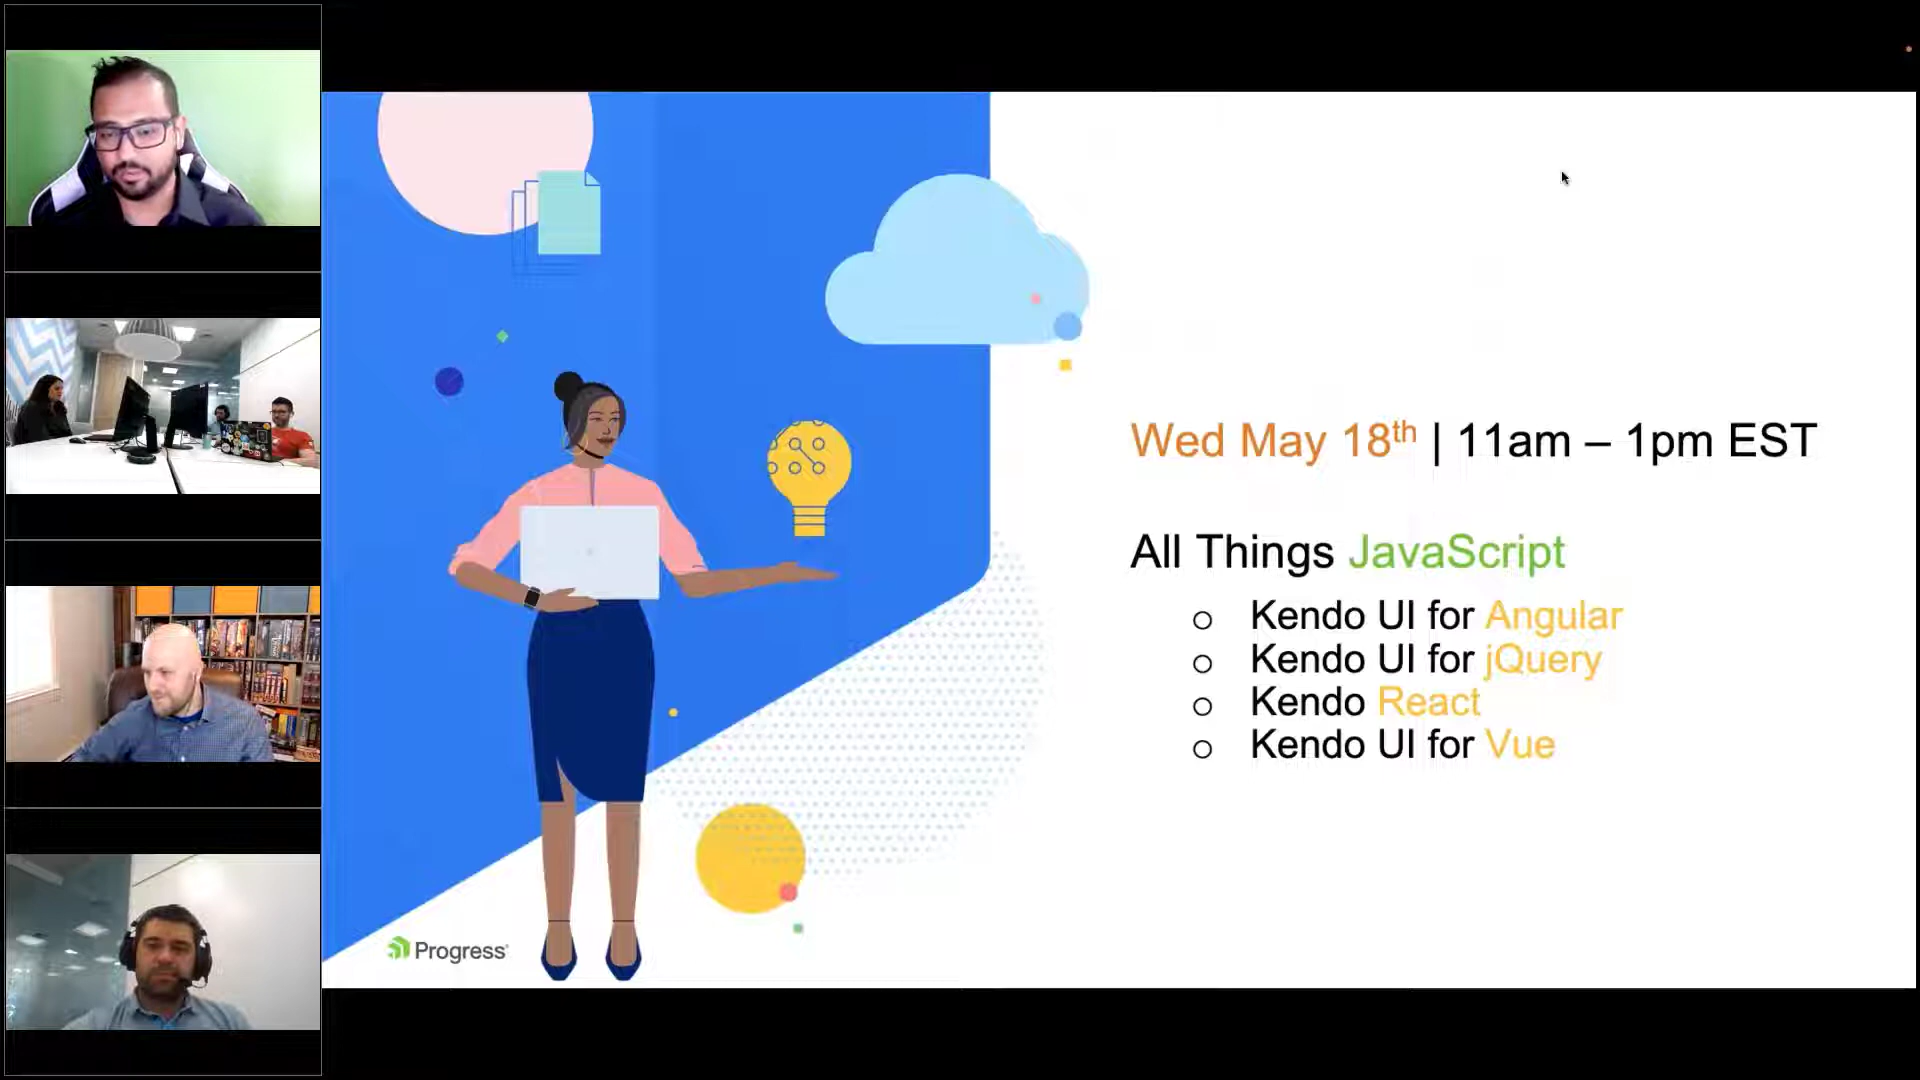 Wed May 18th | 11am – 1pm EST
All Things JavaScript
Kendo UI for Angular
Kendo UI for jQuery
Kendo React
Kendo UI for Vue
Progress